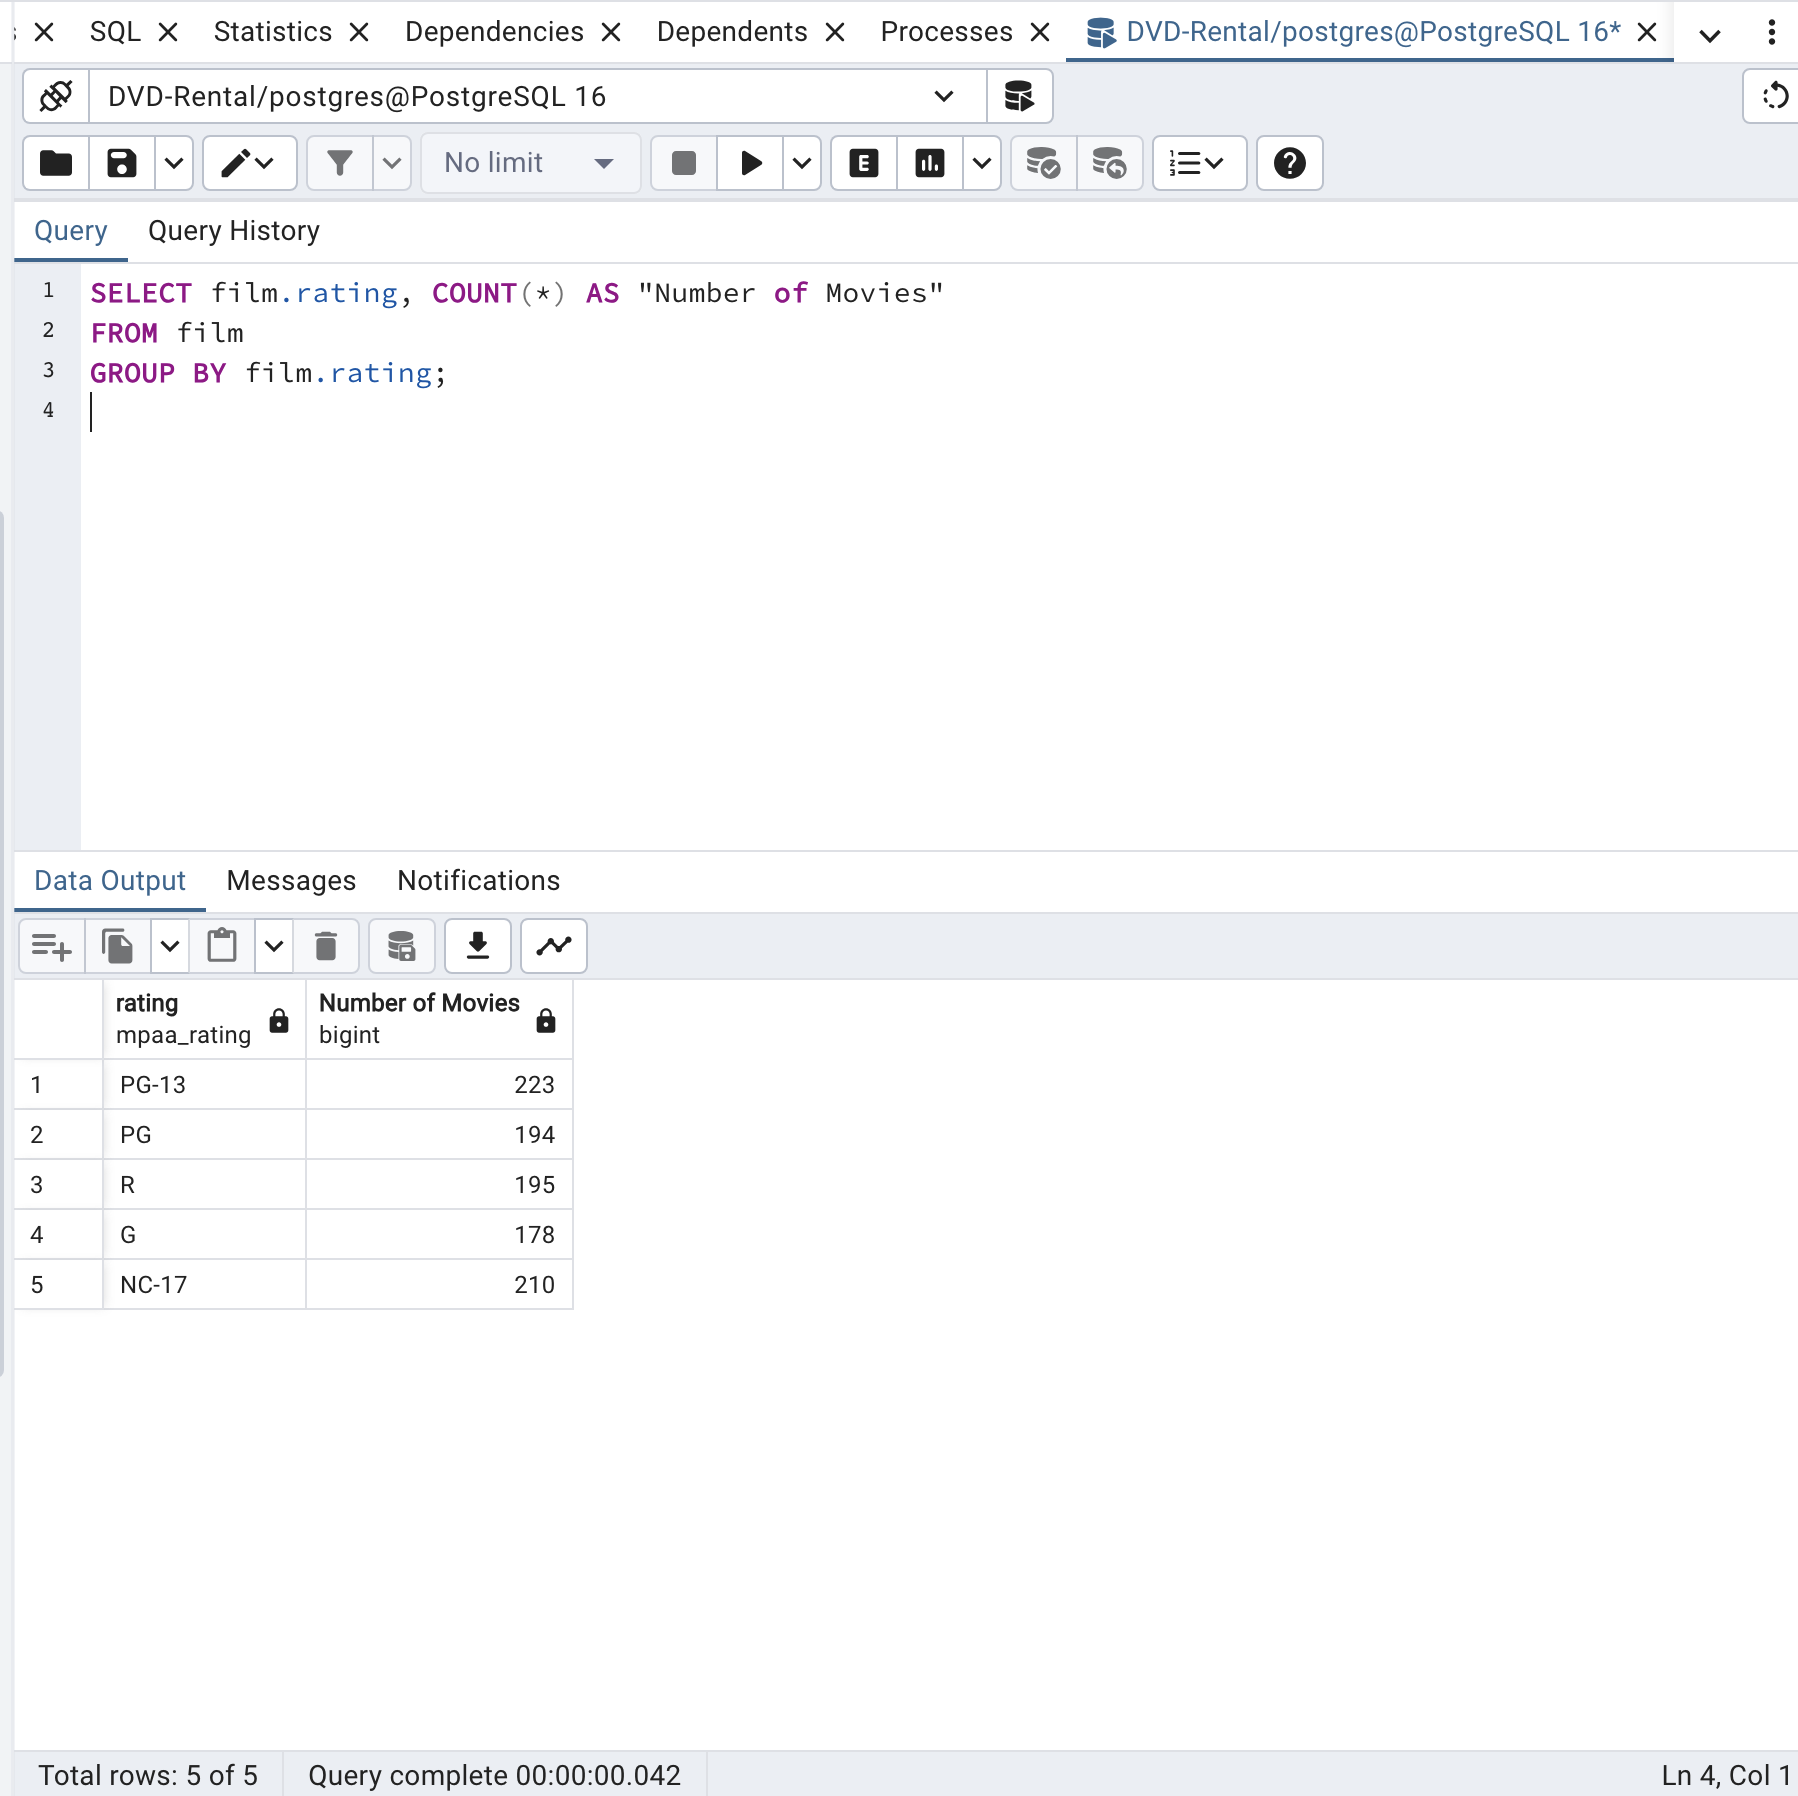 SQL Statistics Dependencies Dependents Processes DVD-Rental/postgres@PostgreSQL 16*
DVD-Rental/postgres@PostgreSQL 16
No limit E
Query Query History
1 SELECT film.rating, COUNT(*) AS "Number of Movies"
2 FROM film
3 GROUP BY film.rating;
4
Data Output Messages Notifications
rating Number of Movies
mpaa_rating bigint
1 PG-13 223
2 PG 194
3 R 195
4 G 178
5 NC-17 210
Total rows: 5 of 5 Query complete 00:00:00.042 Ln 4, Col 1